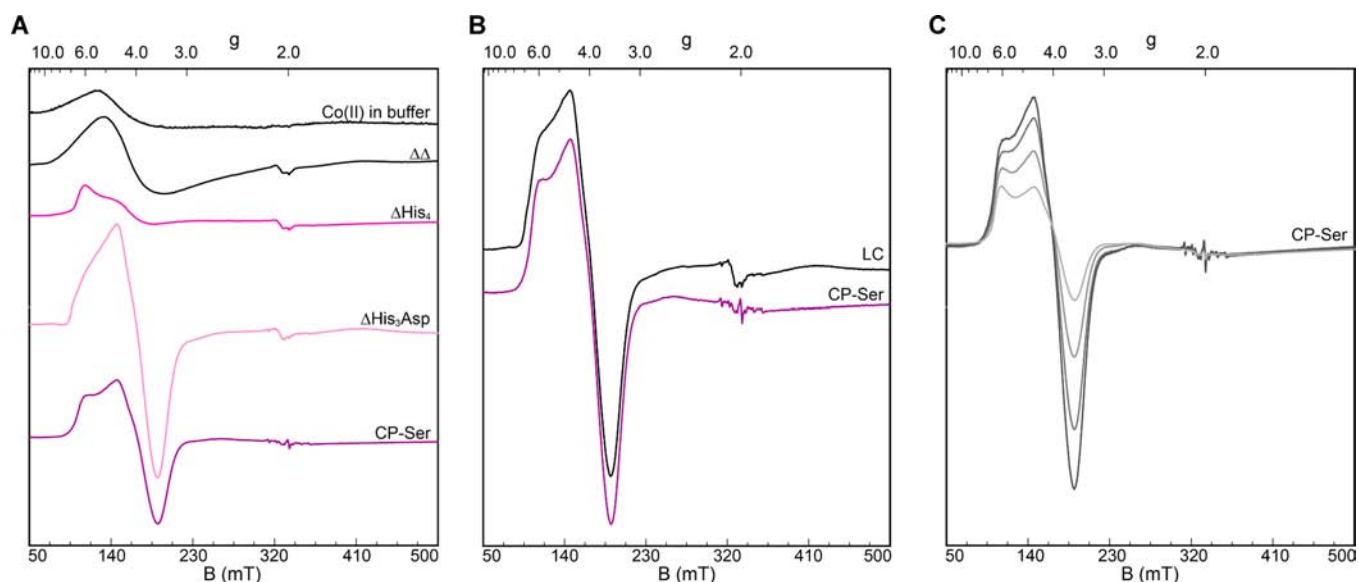 A
g
10.0 6.0 4.0 3.0 2.0
Co(II) in buffer
ΔΔ
ΔHis₄
ΔHis₃Asp
CP-Ser
50 140 230 320 410 500
B (mT)
B
g
10.0 6.0 4.0 3.0 2.0
LC
CP-Ser
50 140 230 320 410 500
B (mT)
C
g
10.0 6.0 4.0 3.0 2.0
CP-Ser
50 140 230 320 410 500
B (mT)